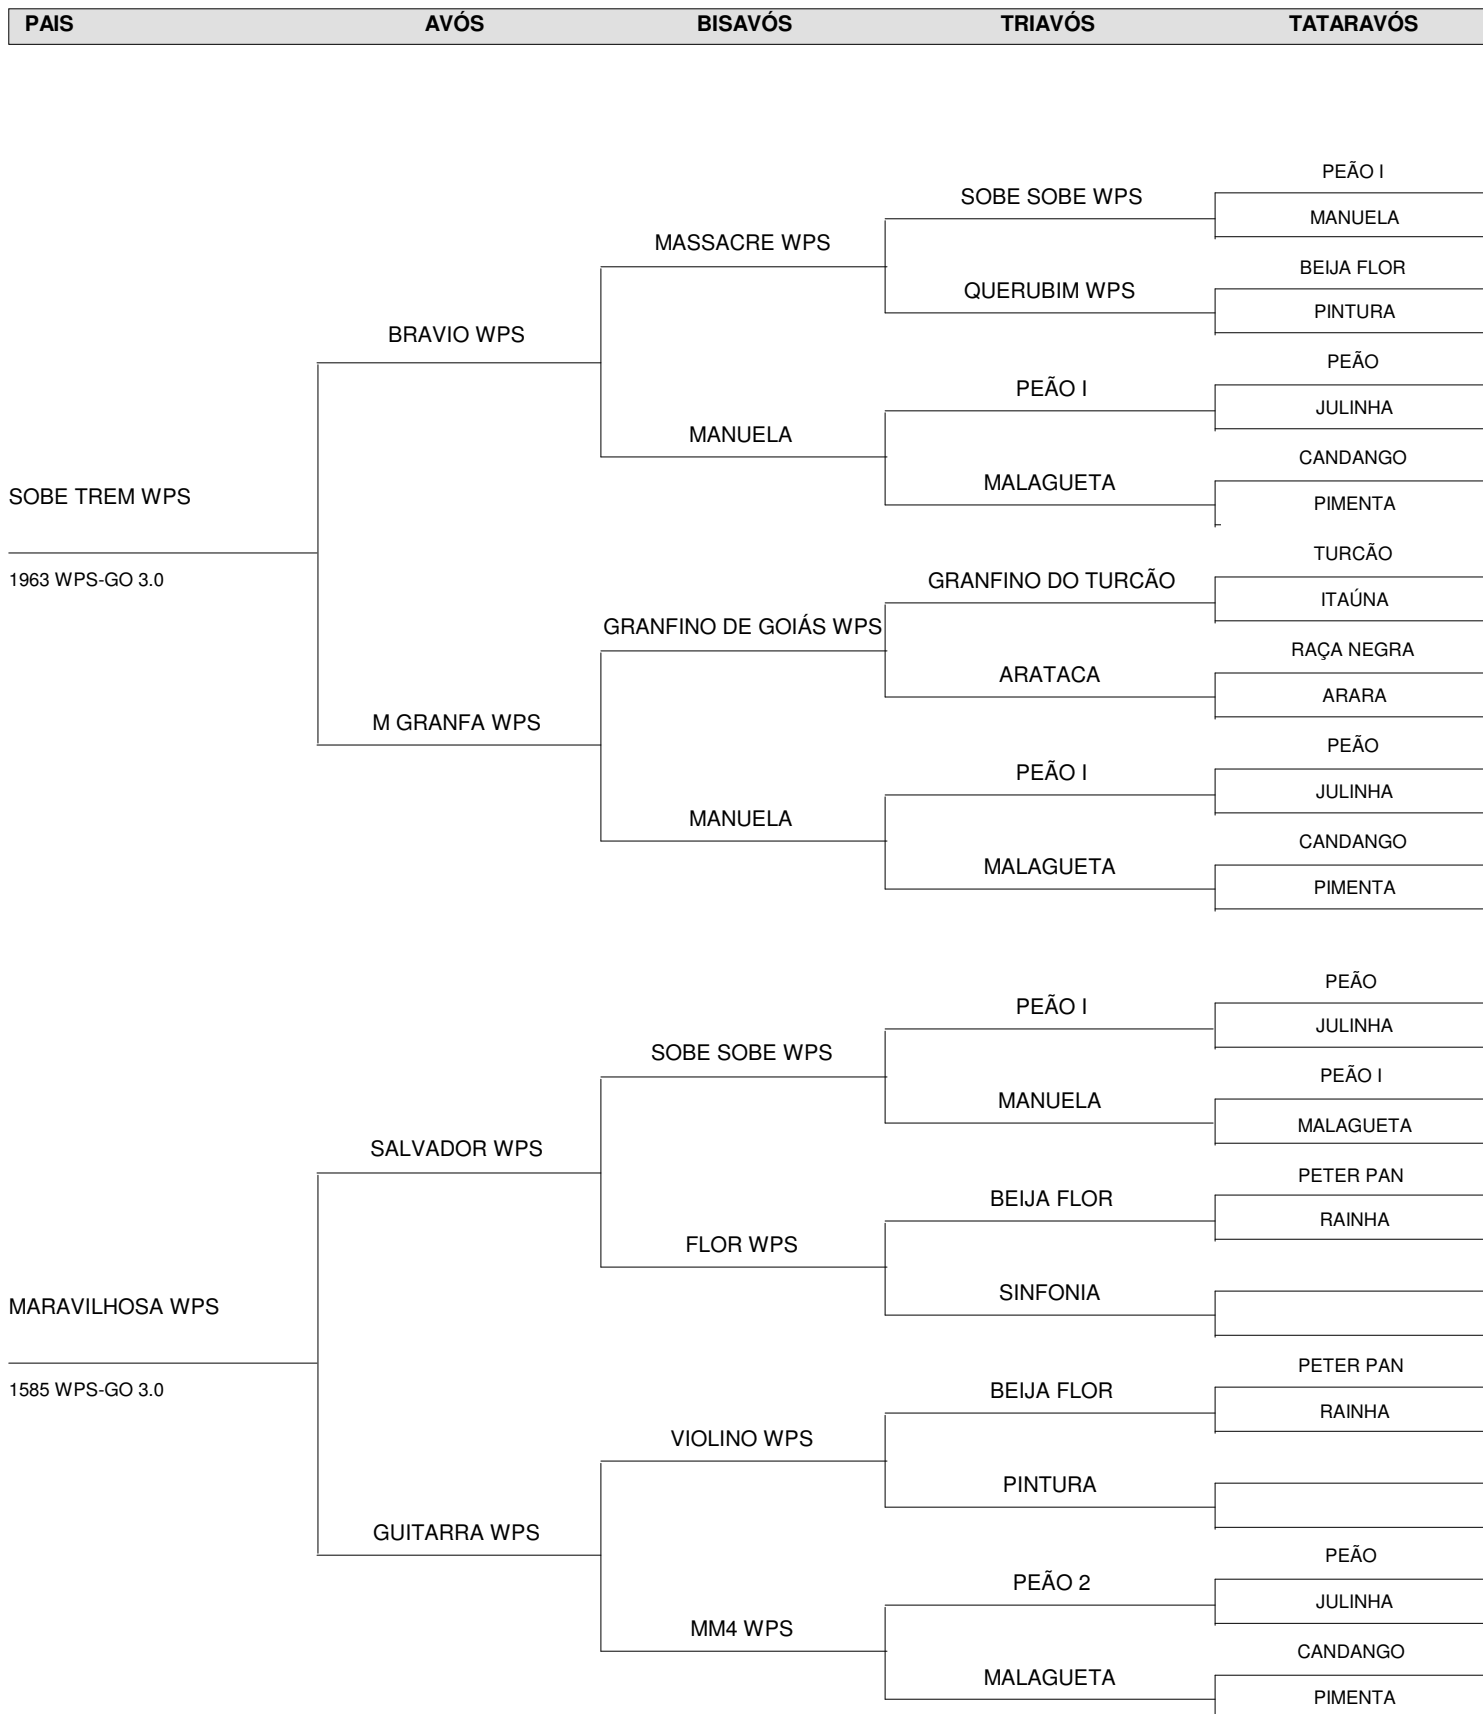 PAIS AVÓS BISAVÓS TRIAVÓS TATARAVÓS
PEÃO I
SOBE SOBE WPS
MANUELA
MASSACRE WPS
BEIJA FLOR
QUERUBIM WPS
PINTURA
BRAVIO WPS
PEÃO
PEÃO I
JULINHA
MANUELA
CANDANGO
MALAGUETA
SOBE TREM WPS
PIMENTA
TURCÃO
1963 WPS-GO 3.0
GRANFINO DO TURCÃO
ITAÚNA
GRANFINO DE GOIÁS WPS
RAÇA NEGRA
ARATACA
ARARA
M GRANFA WPS
PEÃO
PEÃO I
JULINHA
MANUELA
CANDANGO
MALAGUETA
PIMENTA
PEÃO
PEÃO I
JULINHA
SOBE SOBE WPS
PEÃO I
MANUELA
MALAGUETA
SALVADOR WPS
PETER PAN
BEIJA FLOR
RAINHA
FLOR WPS
SINFONIA
MARAVILHOSA WPS
PETER PAN
1585 WPS-GO 3.0
BEIJA FLOR
RAINHA
VIOLINO WPS
PINTURA
GUITARRA WPS
PEÃO
PEÃO 2
JULINHA
MM4 WPS
CANDANGO
MALAGUETA
PIMENTA